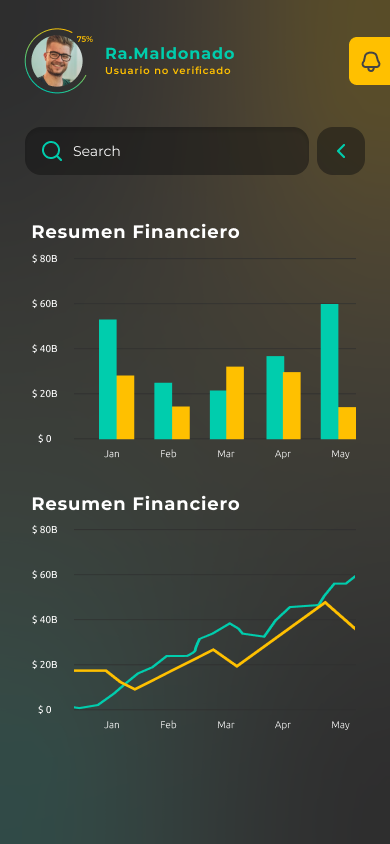 75%
Ra.Maldonado
Usuario no verificado
Search
Resumen Financiero
$ 80B
$ 60B
$ 40B
$ 20B
$ 0
Jan Feb Mar Apr May
Resumen Financiero
$ 80B
$ 60B
$ 40B
$ 20B
$ 0
Jan Feb Mar Apr May